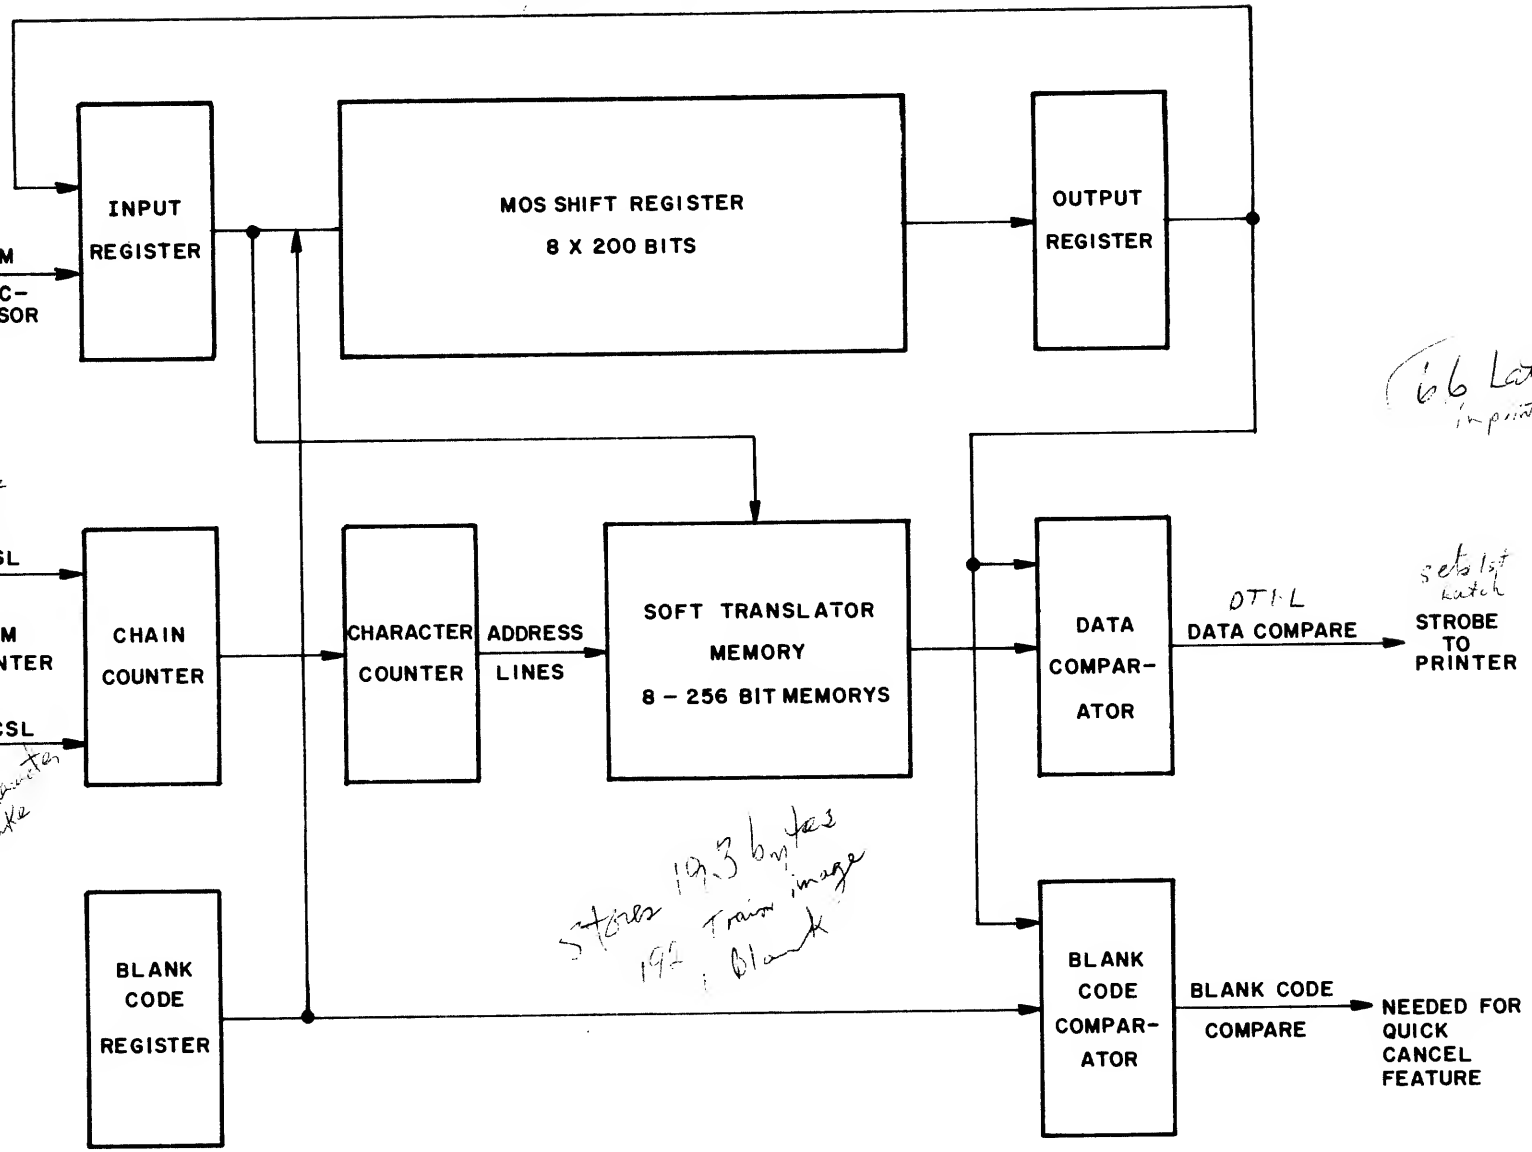 INPUT
REGISTER
MOS SHIFT REGISTER
8 X 200 BITS
OUTPUT
REGISTER
M
C-
SOR
66
SL
M
NTER
CSL
CHAIN
COUNTER
CHARACTER
COUNTER
ADDRESS
LINES
SOFT TRANSLATOR
MEMORY
8 - 256 BIT MEMORYS
DATA
COMPAR-
ATOR
DATA COMPARE
sets 1st
STROBE
TO
PRINTER
stores 193 bytes
192 Train image
1 Blank
BLANK
CODE
REGISTER
BLANK
CODE
COMPAR-
ATOR
BLANK CODE
COMPARE
NEEDED FOR
QUICK
CANCEL
FEATURE